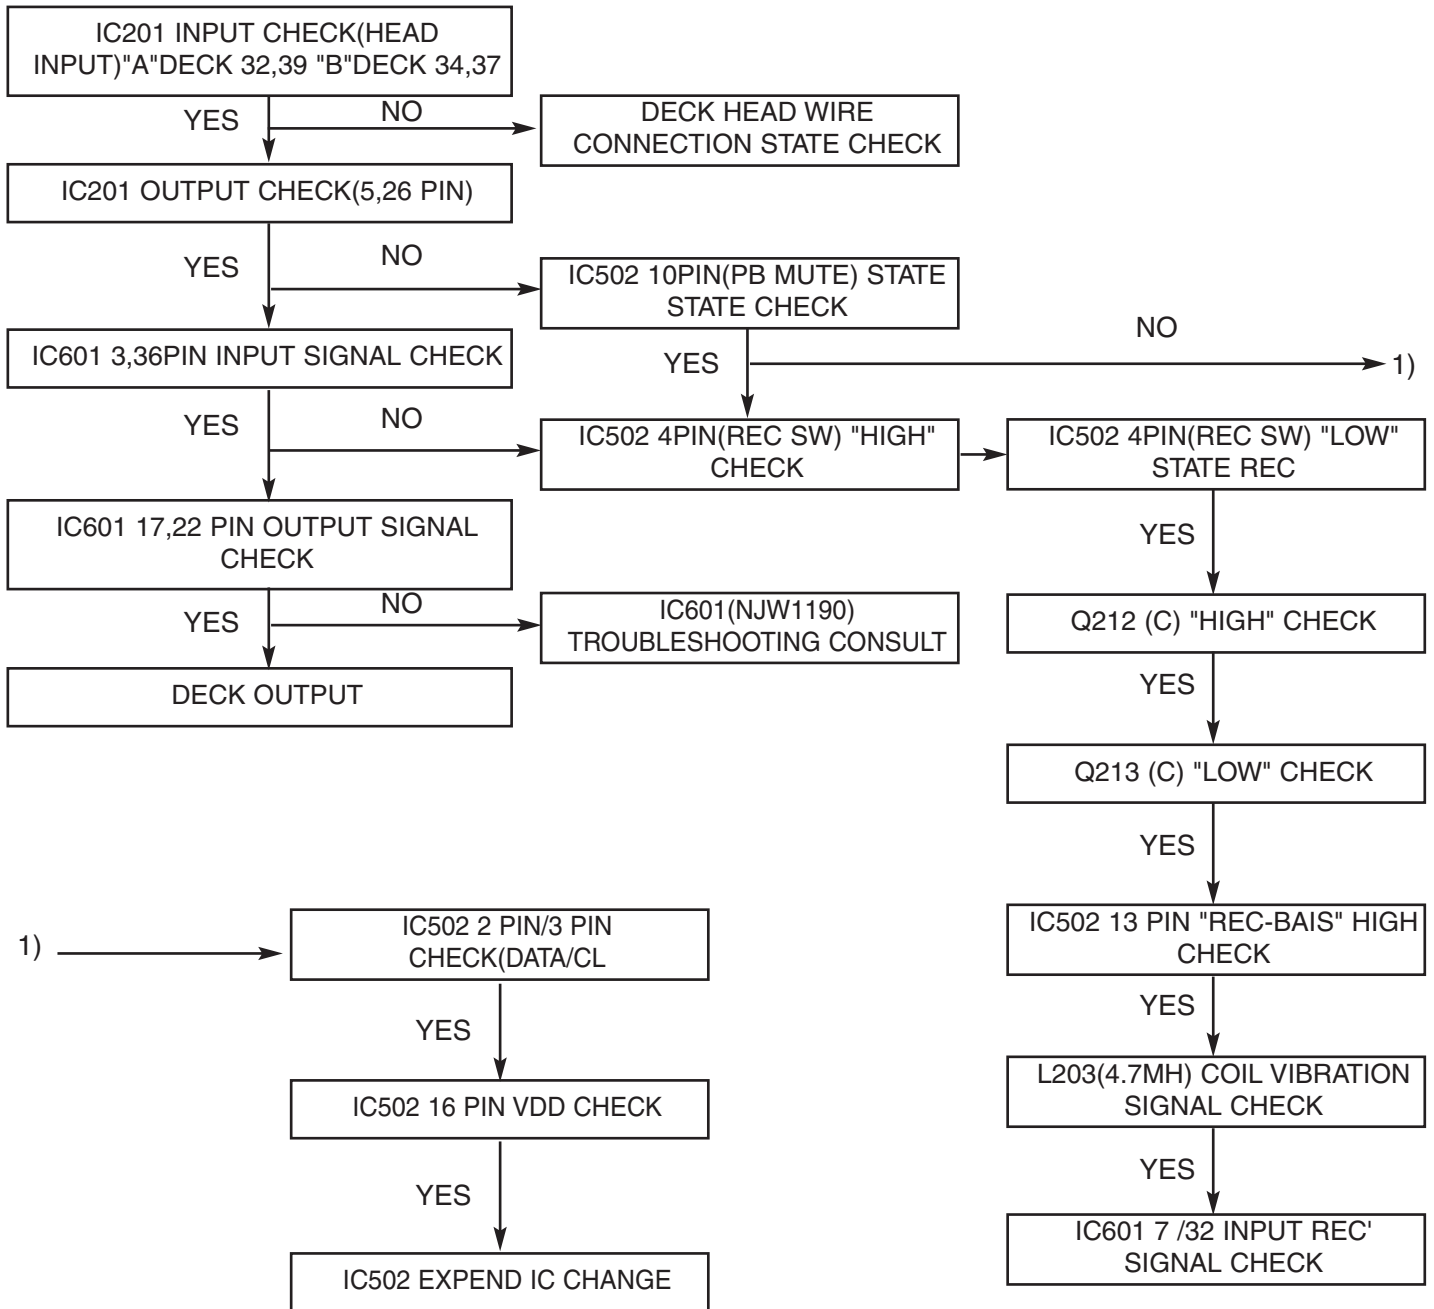 IC201 INPUT CHECK(HEAD
INPUT)"A"DECK 32,39 "B"DECK 34,37
YES
NO
DECK HEAD WIRE
CONNECTION STATE CHECK
IC201 OUTPUT CHECK(5,26 PIN)
YES
NO
IC502 10PIN(PB MUTE) STATE
STATE CHECK
IC601 3,36PIN INPUT SIGNAL CHECK
YES
NO
1)
YES
NO
IC502 4PIN(REC SW) "HIGH"
CHECK
IC502 4PIN(REC SW) "LOW"
STATE REC
IC601 17,22 PIN OUTPUT SIGNAL
CHECK
YES
YES
NO
IC601(NJW1190)
TROUBLESHOOTING CONSULT
Q212 (C) "HIGH" CHECK
DECK OUTPUT
YES
Q213 (C) "LOW" CHECK
YES
1)
IC502 2 PIN/3 PIN
CHECK(DATA/CL
IC502 13 PIN "REC-BAIS" HIGH
CHECK
YES
YES
IC502 16 PIN VDD CHECK
L203(4.7MH) COIL VIBRATION
SIGNAL CHECK
YES
YES
IC502 EXPEND IC CHANGE
IC601 7 /32 INPUT REC'
SIGNAL CHECK